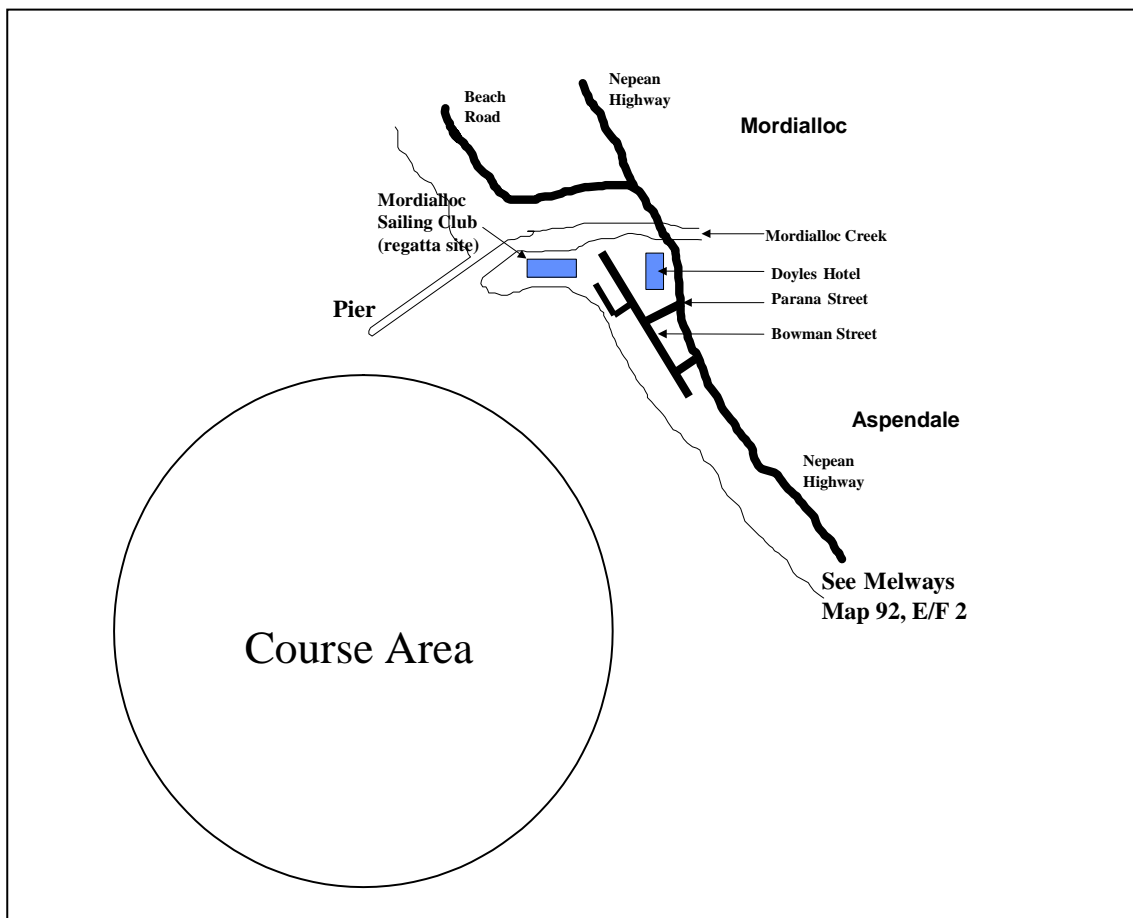 Nepean
Highway
Beach
Road
Mordialloc
Mordialloc
Sailing Club
(regatta site)
Mordialloc Creek
Doyles Hotel
Parana Street
Pier
Bowman Street
Aspendale
Nepean
Highway
See Melways
Map 92, E/F 2
Course Area